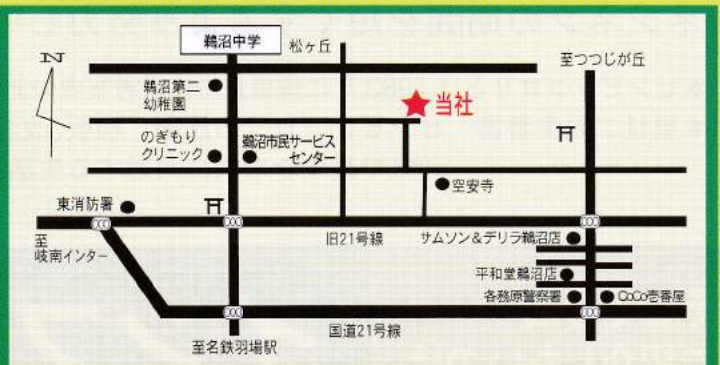 鵜沼中学
松ヶ丘
至つつじが丘
N
鵜沼第二
幼稚園
当社
のぎもり
クリニック
鵜沼市民サービス
センター
空安寺
東消防署
至
岐南インター
旧21号線
サムソン&デリラ鵜沼店
平和堂鵜沼店
各務原警察署
CoCo壱番屋
国道21号線
至名鉄羽場駅